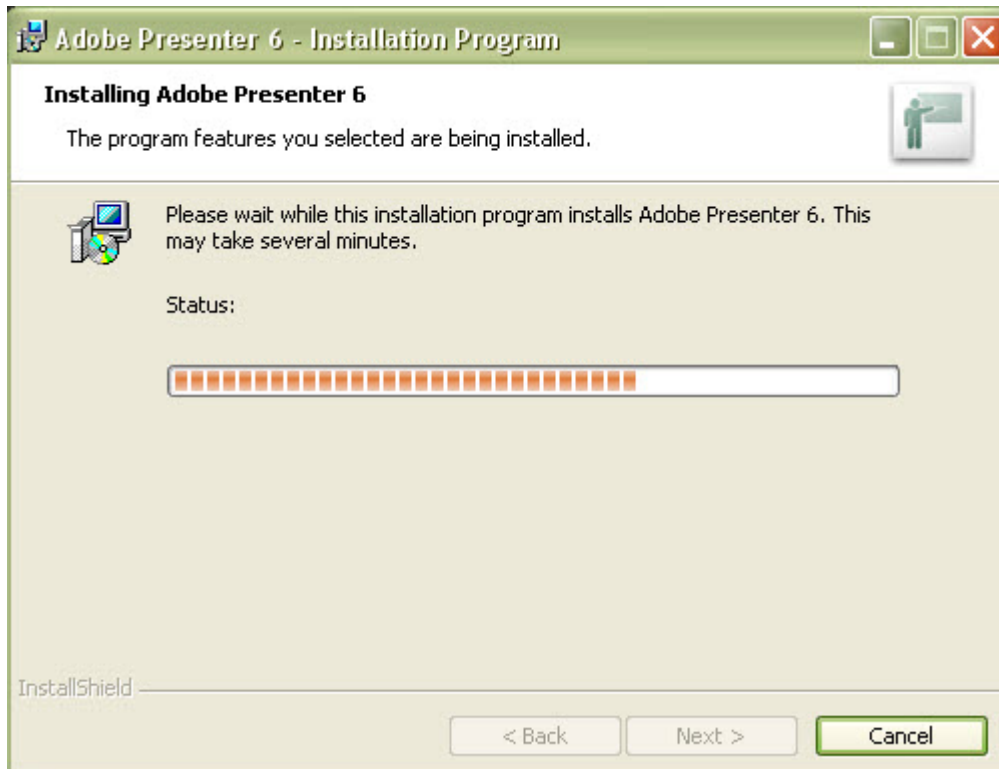 Adobe Presenter 6 - Installation Program
Installing Adobe Presenter 6
The program features you selected are being installed.
Please wait while this installation program installs Adobe Presenter 6. This
may take several minutes.
Status:
InstallShield
< Back Next > Cancel